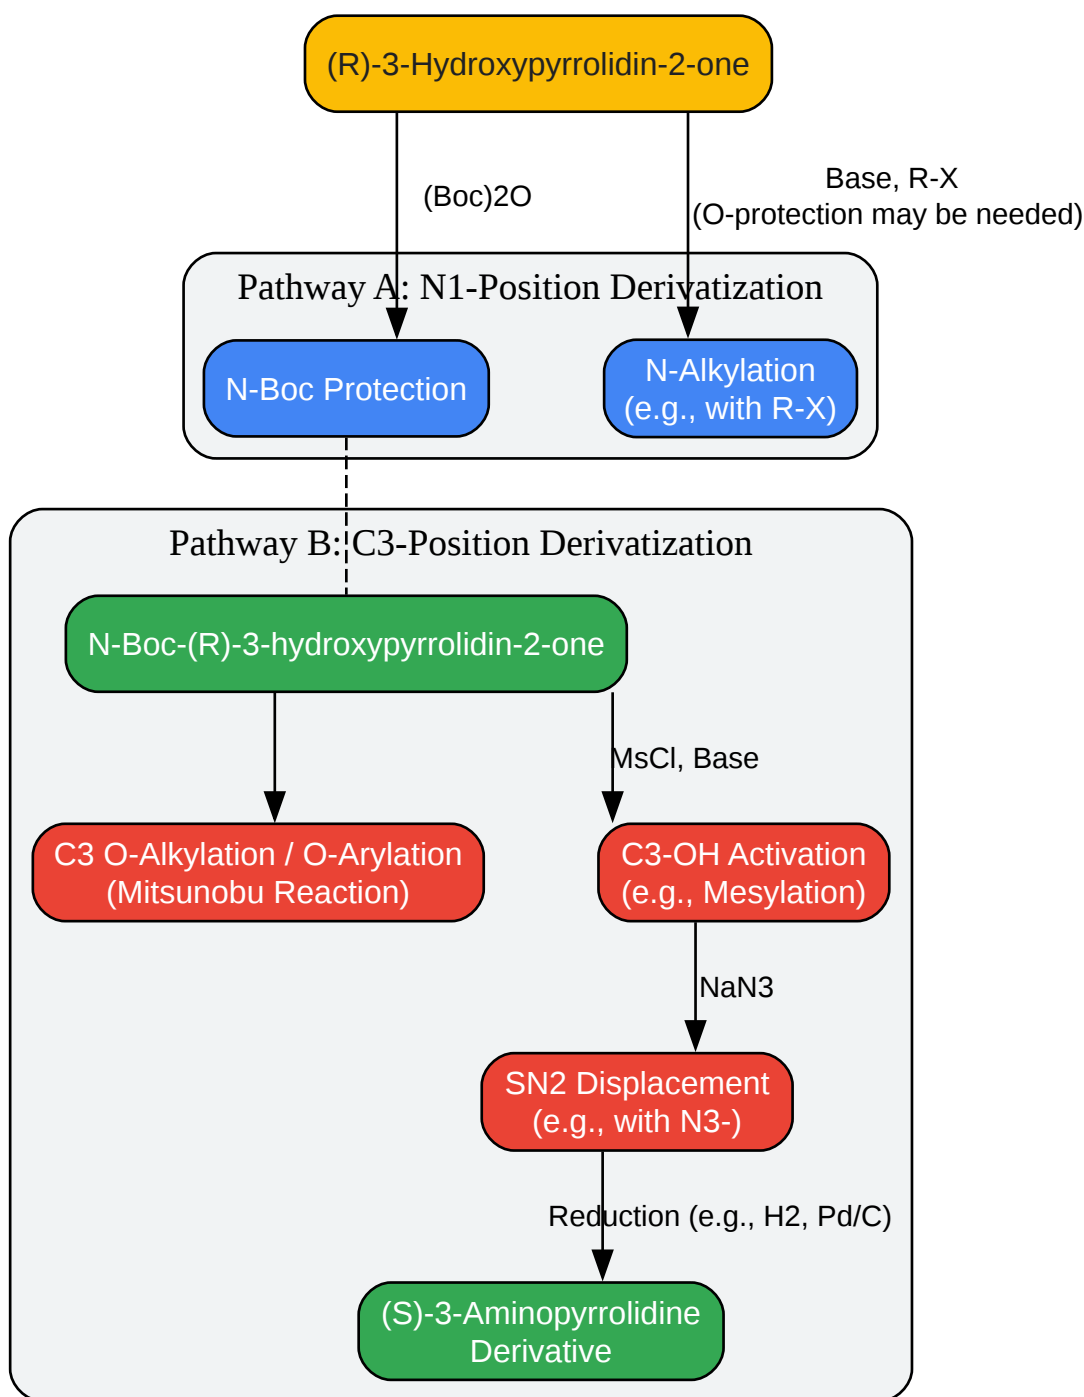 (R)-3-Hydroxypyrrolidin-2-one
(Boc)2O
Base, R-X
(O-protection may be needed)
Pathway A: N1-Position Derivatization
N-Boc Protection
N-Alkylation
(e.g., with R-X)
Pathway B: C3-Position Derivatization
N-Boc-(R)-3-hydroxypyrrolidin-2-one
MsCl, Base
C3 O-Alkylation / O-Arylation
(Mitsunobu Reaction)
C3-OH Activation
(e.g., Mesylation)
NaN3
SN2 Displacement
(e.g., with N3-)
Reduction (e.g., H2, Pd/C)
(S)-3-Aminopyrrolidine
Derivative